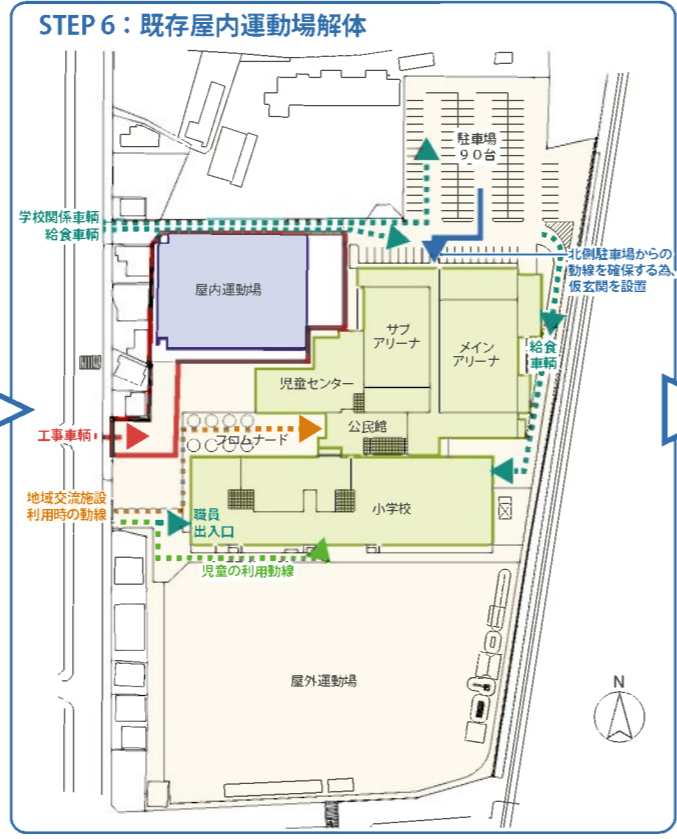 STEP 6：既存屋内運動場解体
駐車場
９０台
学校関係車輌
給食車輌
北側駐車場からの
動線を確保する為、
仮玄関を設置
屋内運動場
サブ
アリーナ
メイン
アリーナ
給食
車輌
児童センター
公民館
工事車輌
プロムナード
地域交流施設
利用時の動線
職員
出入口
小学校
児童の利用動線
屋外運動場
N